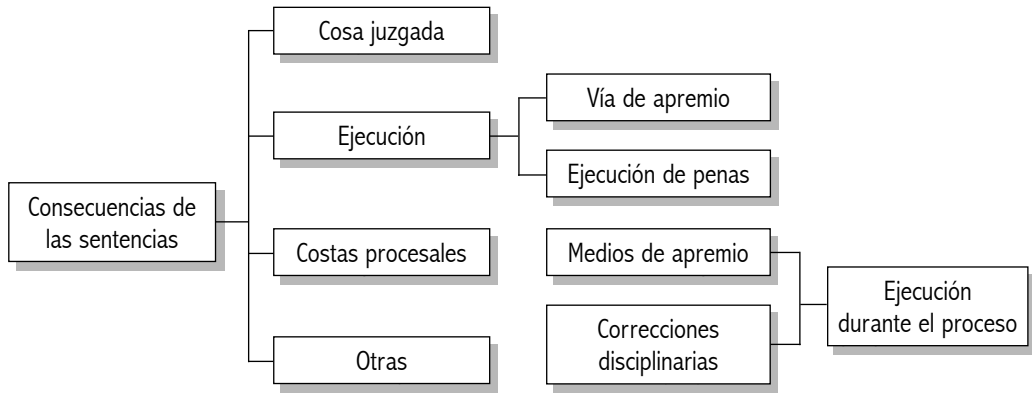 Cosa juzgada
Vía de apremio
Ejecución
Ejecución de penas
Consecuencias de
las sentencias
Costas procesales
Medios de apremio
Ejecución
durante el proceso
Correcciones
disciplinarias
Otras